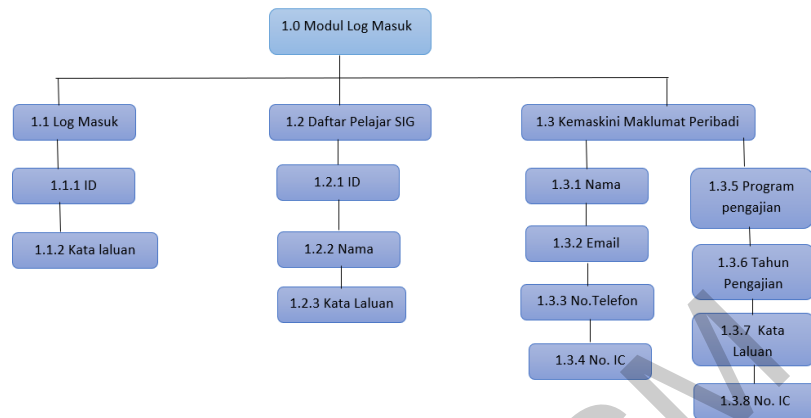 1.0 Modul Log Masuk
1.1 Log Masuk
1.1.1 ID
1.1.2 Kata laluan
1.2 Daftar Pelajar SIG
1.2.1 ID
1.2.2 Nama
1.2.3 Kata Laluan
1.3 Kemaskini Maklumat Peribadi
1.3.1 Nama
1.3.2 Email
1.3.3 No.Telefon
1.3.4 No. IC
1.3.5 Program
pengajian
1.3.6 Tahun
Pengajian
1.3.7 Kata
Laluan
1.3.8 No. IC